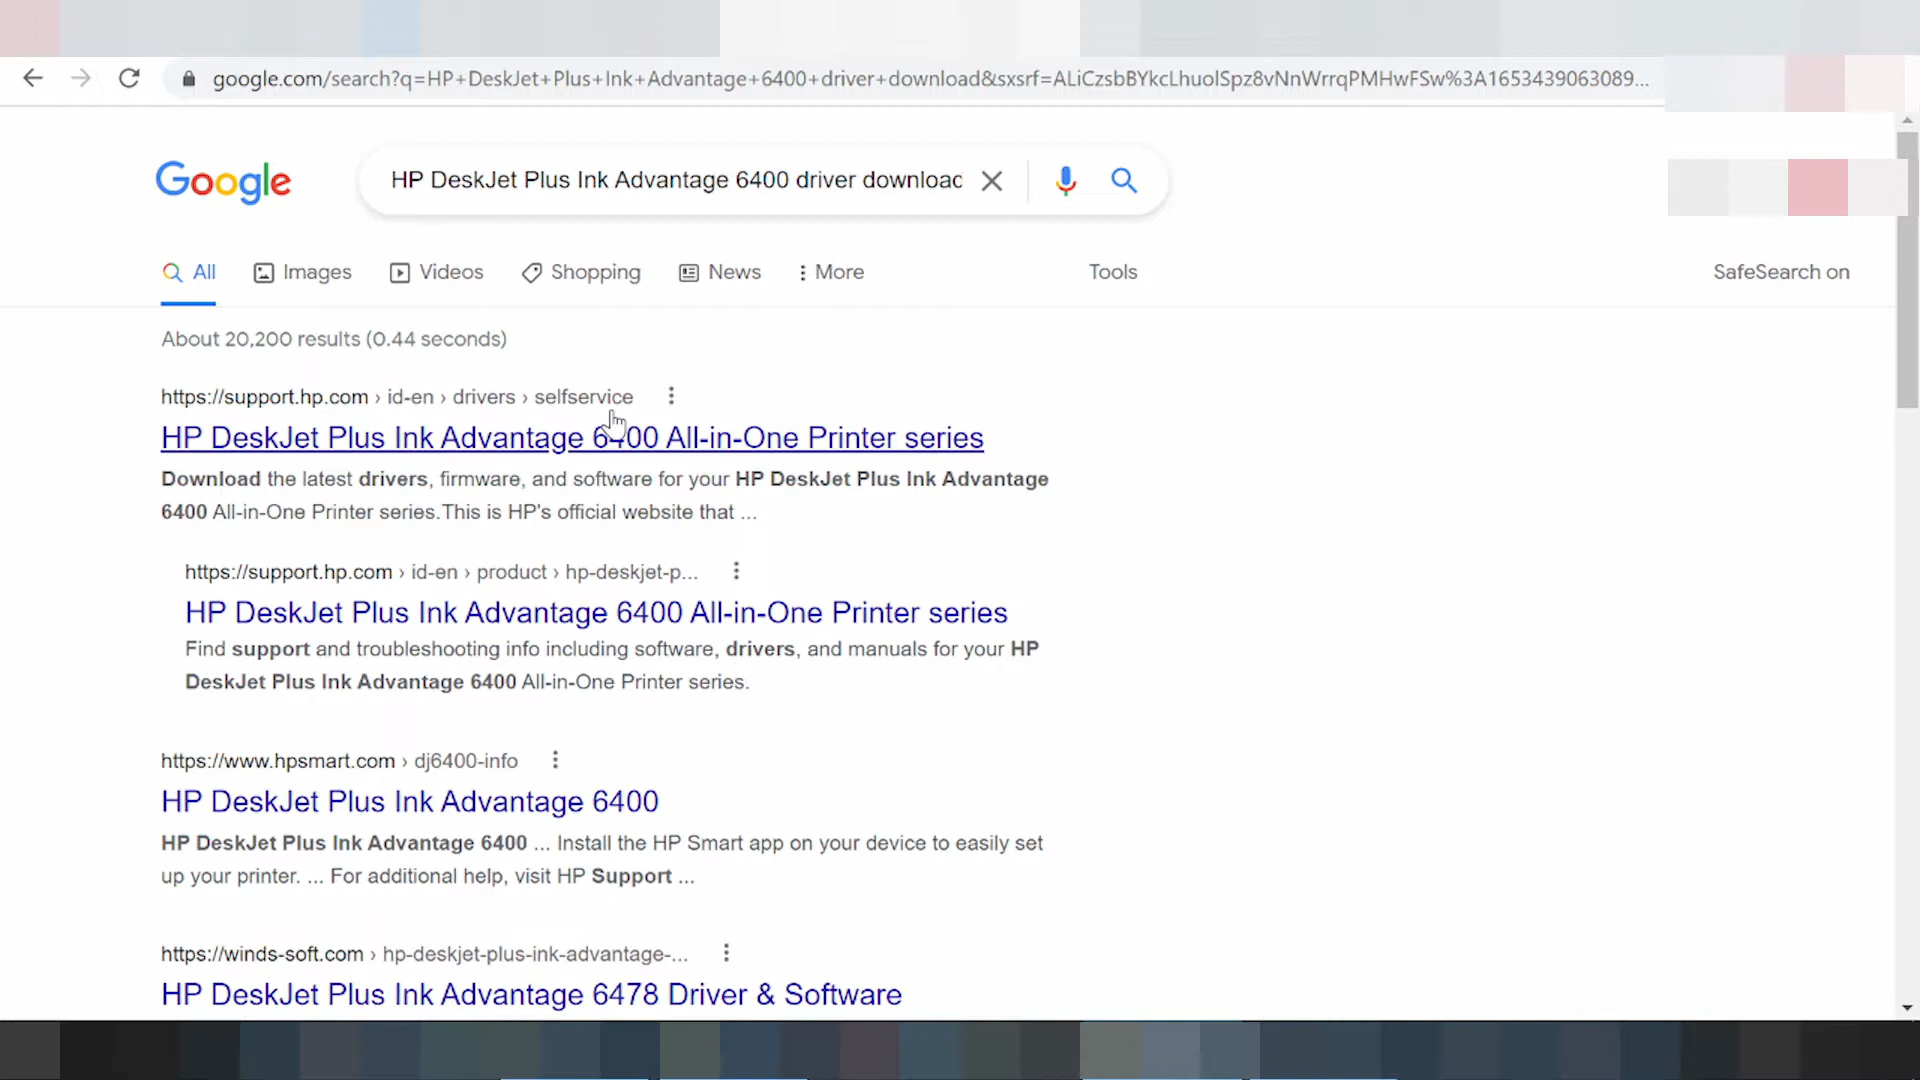 google.com/search?q=HP+DeskJet+Plus+Ink+Advantage+6400+driver+download&sxsrf=ALiCzsbBYkcLhuolSpz8vNnWrrqPMHwFSw%3A1653439063089...
Google
HP DeskJet Plus Ink Advantage 6400 driver download
All Images Videos Shopping News More Tools SafeSearch on
About 20,200 results (0.44 seconds)
https://support.hp.com › id-en › drivers › selfservice
HP DeskJet Plus Ink Advantage 6400 All-in-One Printer series
Download the latest drivers, firmware, and software for your HP DeskJet Plus Ink Advantage
6400 All-in-One Printer series.This is HP's official website that ...
https://support.hp.com › id-en › product › hp-deskjet-p...
HP DeskJet Plus Ink Advantage 6400 All-in-One Printer series
Find support and troubleshooting info including software, drivers, and manuals for your HP
DeskJet Plus Ink Advantage 6400 All-in-One Printer series.
https://www.hpsmart.com › dj6400-info
HP DeskJet Plus Ink Advantage 6400
HP DeskJet Plus Ink Advantage 6400 ... Install the HP Smart app on your device to easily set
up your printer. ... For additional help, visit HP Support ...
https://winds-soft.com › hp-deskjet-plus-ink-advantage-...
HP DeskJet Plus Ink Advantage 6478 Driver & Software